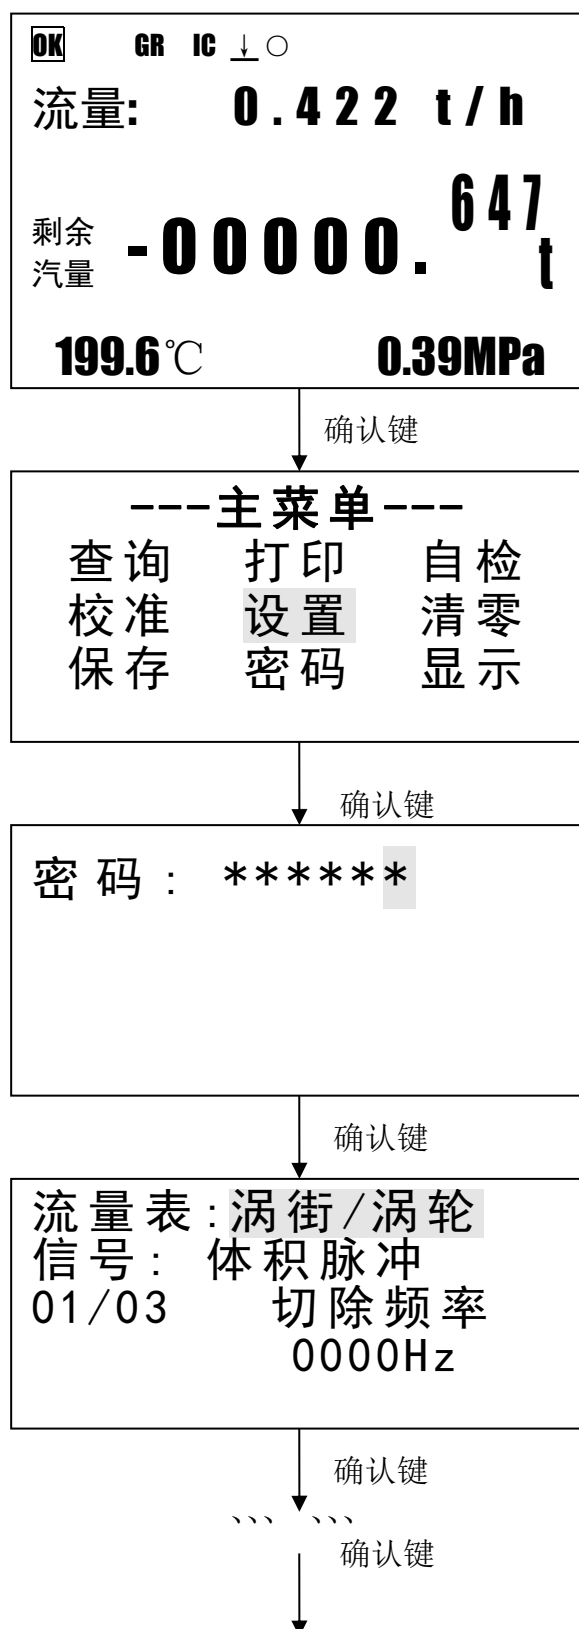 OK GR IC ↓ ○
流量: 0.422 t/h
剩余汽量 -00000.647 t
199.6℃ 0.39MPa
确认键
---主菜单---
查询 打印 自检
校准 设置 清零
保存 密码 显示
确认键
密码: ******
确认键
流量表:涡街/涡轮
信号: 体积脉冲
01/03 切除频率
0000Hz
确认键
、、、 、、、
确认键